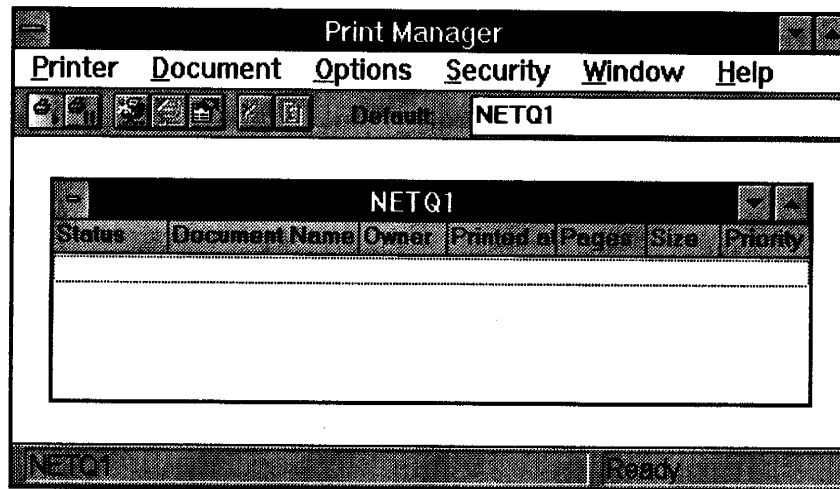 Print Manager
Printer Document Options Security Window Help
Default: NETQ1
NETQ1
Status Document Name Owner Printed at Pages Size Priority
NETQ1 Ready